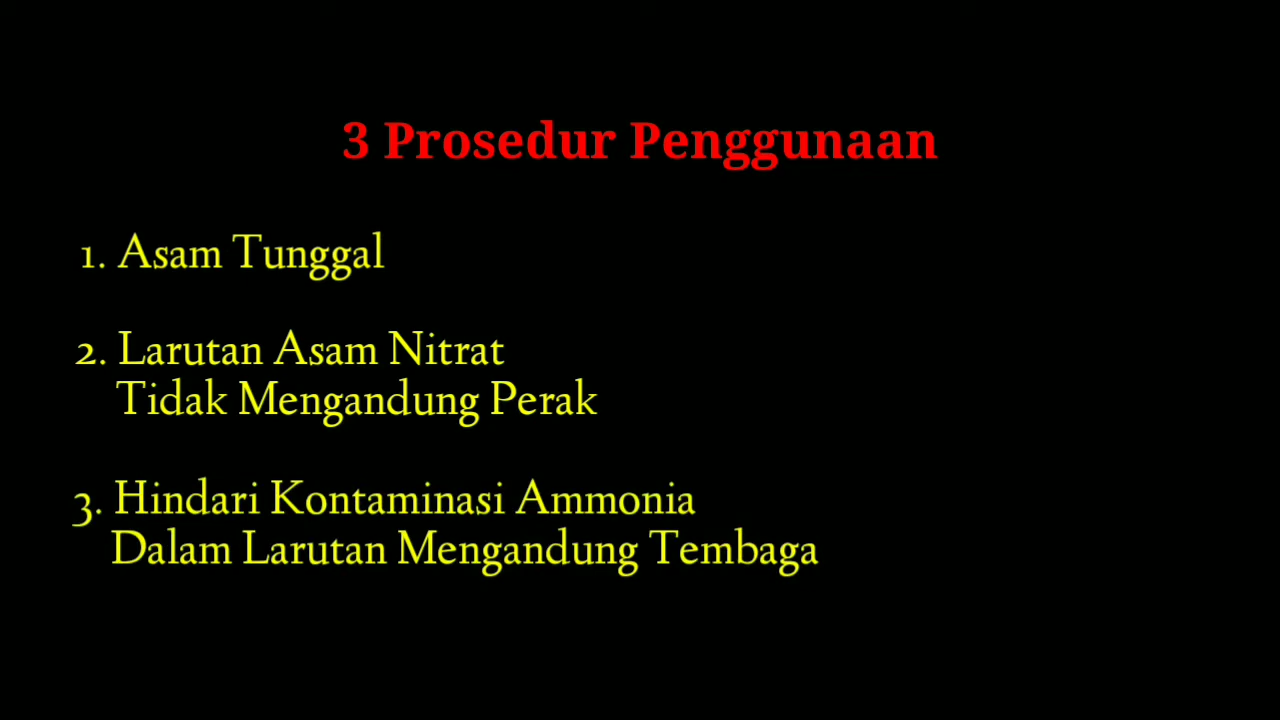 3 Prosedur Penggunaan
1. Asam Tunggal
2. Larutan Asam Nitrat
Tidak Mengandung Perak
3. Hindari Kontaminasi Ammonia
Dalam Larutan Mengandung Tembaga